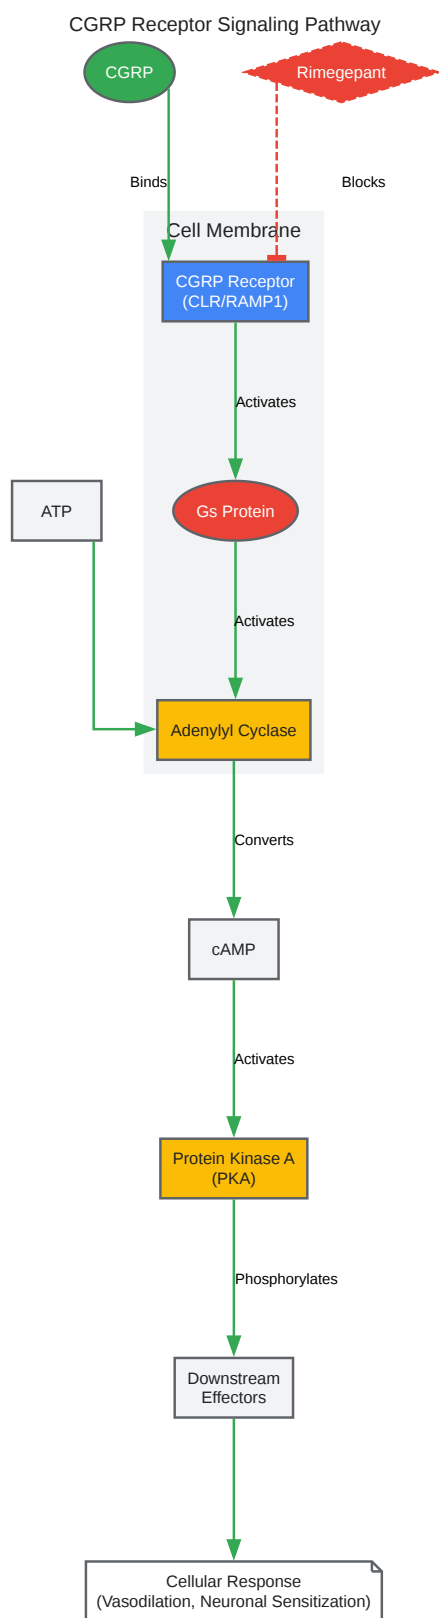 CGRP Receptor Signaling Pathway
CGRP
Rimegepant
Binds
Blocks
Cell Membrane
CGRP Receptor
(CLR/RAMP1)
Activates
ATP
Gs Protein
Activates
Adenylyl Cyclase
Converts
cAMP
Activates
Protein Kinase A
(PKA)
Phosphorylates
Downstream
Effectors
Cellular Response
(Vasodilation, Neuronal Sensitization)